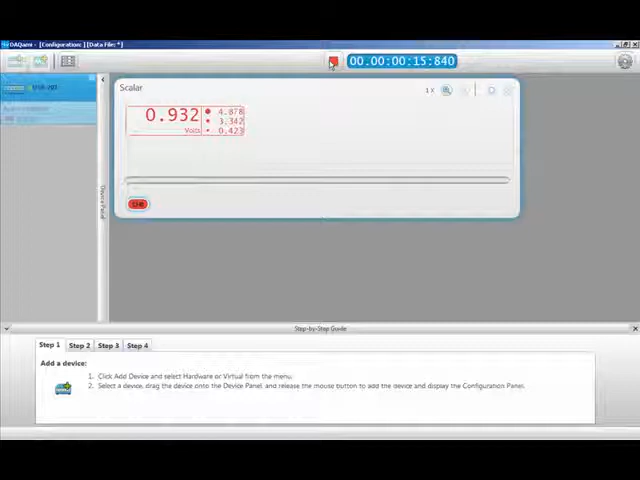 DAQami - [Configuration: ] [Data File: *]
00.00:00:15:840
Scalar
1X
0.932
Volts
4.878
3.342
0.423
Device Panel
Step-by-Step Guide
Step 1 Step 2 Step 3 Step 4
Add a device:
1. Click Add Device and select Hardware or Virtual from the menu.
2. Select a device, drag the device onto the Device Panel, and release the mouse button to add the device and display the Configuration Panel.